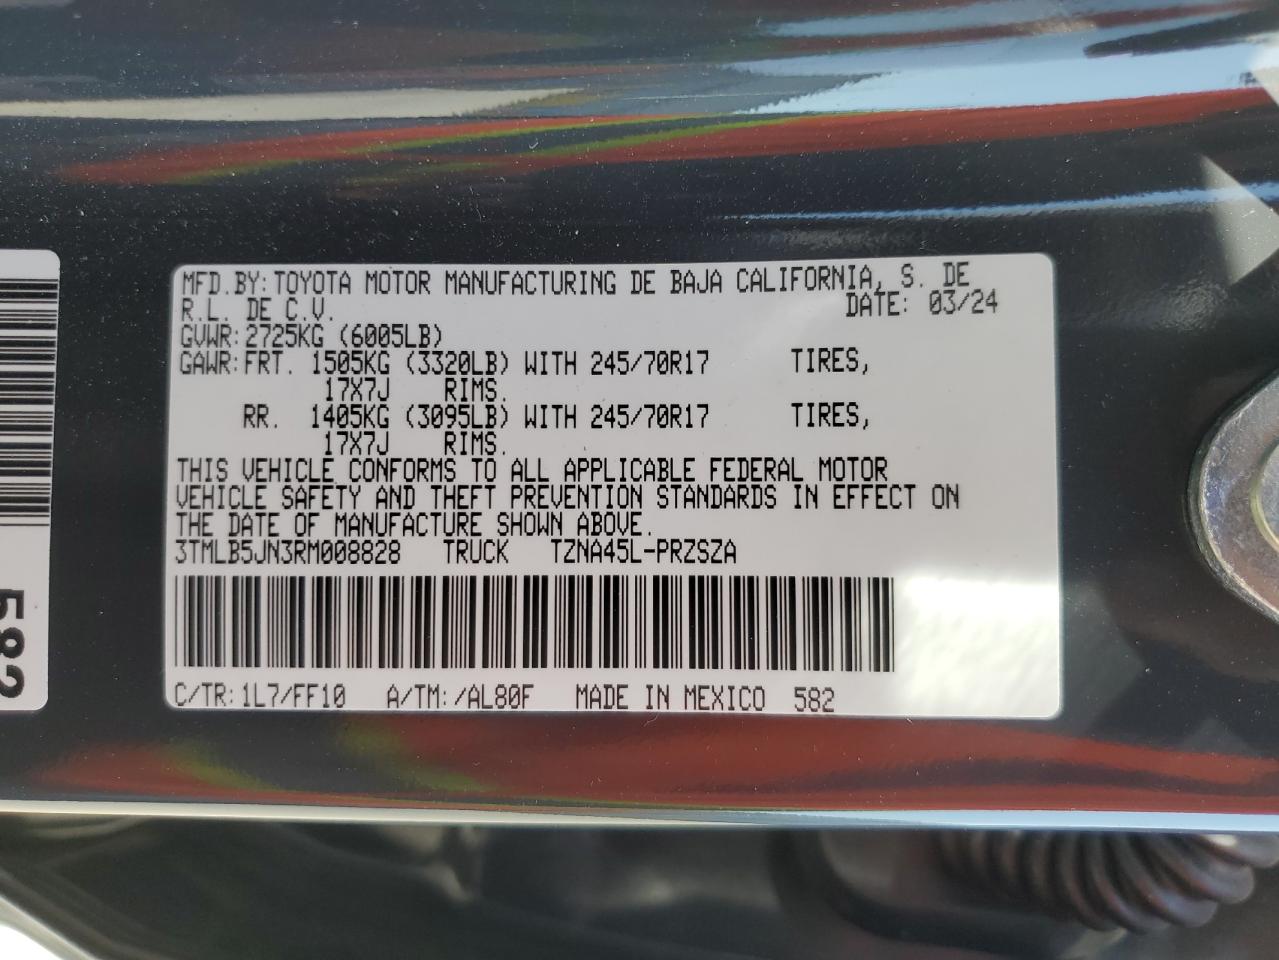 MFD.BY: TOYOTA MOTOR MANUFACTURING DE BAJA CALIFORNIA, S. DE
R.L. DE C.V. DATE: 03/24
GVWR: 2725KG (6005LB)
GAWR: FRT. 1505KG (3320LB) WITH 245/70R17 TIRES,
17X7J RIMS.
RR. 1405KG (3095LB) WITH 245/70R17 TIRES,
17X7J RIMS.
THIS VEHICLE CONFORMS TO ALL APPLICABLE FEDERAL MOTOR
VEHICLE SAFETY AND THEFT PREVENTION STANDARDS IN EFFECT ON
THE DATE OF MANUFACTURE SHOWN ABOVE.
3TMLB5JN3RM008828 TRUCK TZNA45L-PRZSZA
C/TR: 1L7/FF10 A/TM: /AL80F MADE IN MEXICO 582
582